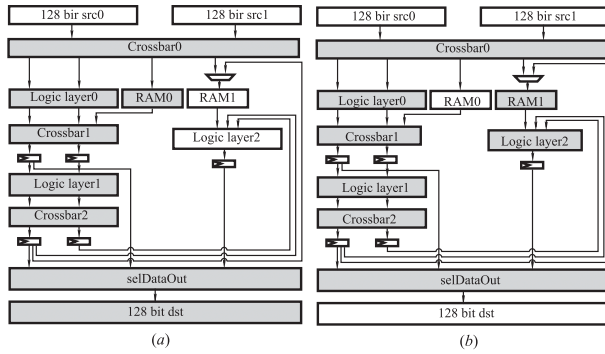 128 bir src0 128 bir src1
Crossbar0
Logic layer0 RAM0 RAM1
Crossbar1
Logic layer2
Logic layer1
Crossbar2
selDataOut
128 bit dst
(a)
128 bir src0 128 bir src1
Crossbar0
Logic layer0 RAM0 RAM1
Crossbar1
Logic layer2
Logic layer1
Crossbar2
selDataOut
128 bit dst
(b)